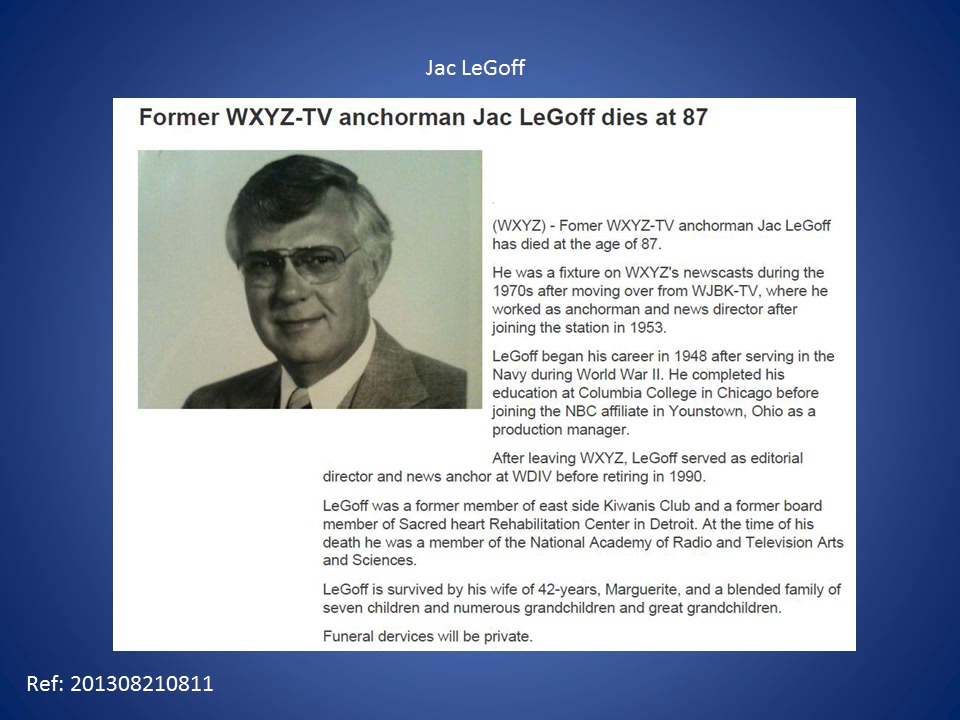 Jac LeGoff
Former WXYZ-TV anchorman Jac LeGoff dies at 87
(WXYZ) - Fomer WXYZ-TV anchorman Jac LeGoff
has died at the age of 87.
He was a fixture on WXYZ's newscasts during the
1970s after moving over from WJBK-TV, where he
worked as anchorman and news director after
joining the station in 1953.
LeGoff began his career in 1948 after serving in the
Navy during World War II. He completed his
education at Columbia College in Chicago before
joining the NBC affiliate in Younstown, Ohio as a
production manager.
After leaving WXYZ, LeGoff served as editorial
director and news anchor at WDIV before retiring in 1990.
LeGoff was a former member of east side Kiwanis Club and a former board
member of Sacred heart Rehabilitation Center in Detroit. At the time of his
death he was a member of the National Academy of Radio and Television Arts
and Sciences.
LeGoff is survived by his wife of 42-years, Marguerite, and a blended family of
seven children and numerous grandchildren and great grandchildren.
Funeral dervices will be private.
Ref: 201308210811